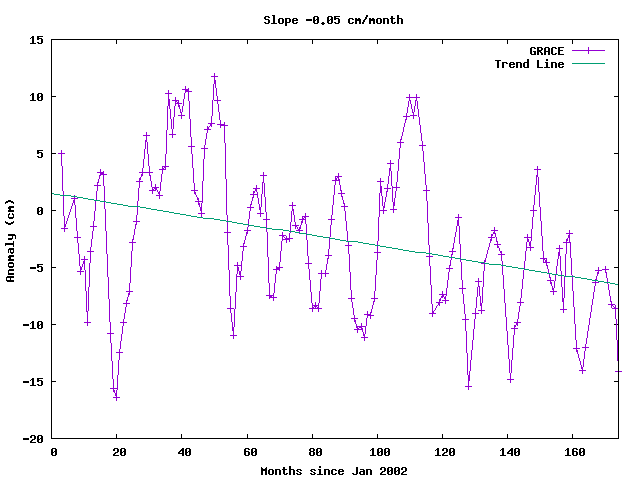 Slope -0.05 cm/month
GRACE
Trend Line
15
10
5
0
-5
-10
-15
-20
Anomaly (cm)
0 20 40 60 80 100 120 140 160
Months since Jan 2002